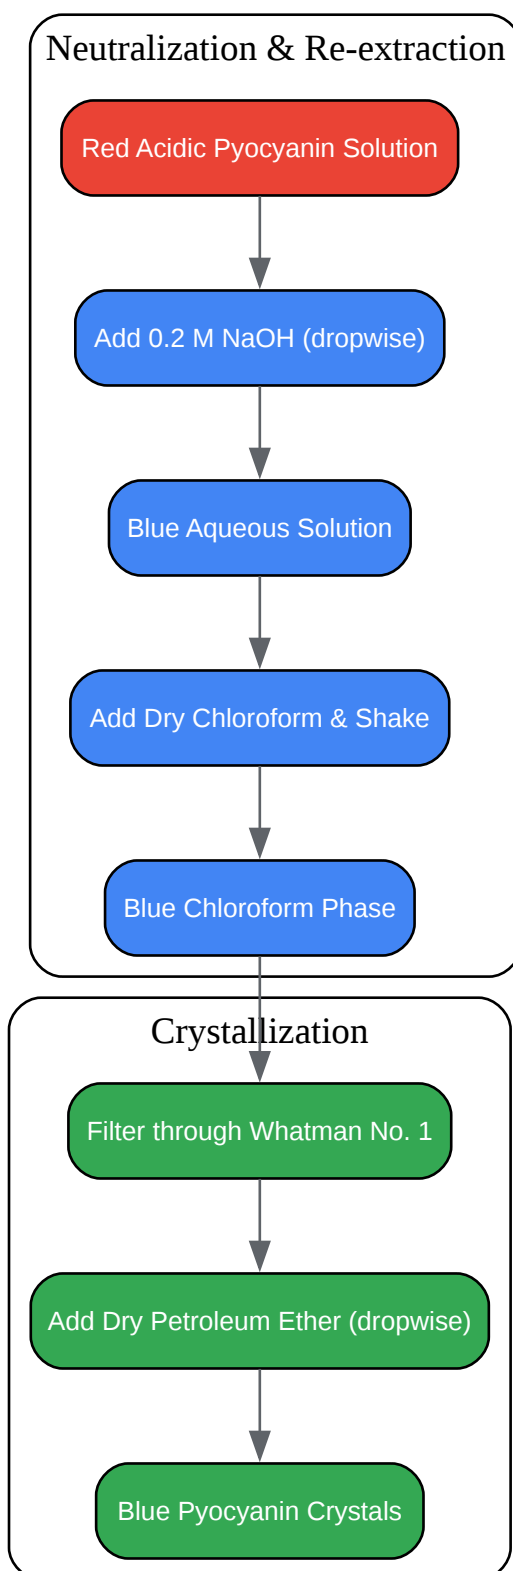 Neutralization & Re-extraction
Red Acidic Pyocyanin Solution
Add 0.2 M NaOH (dropwise)
Blue Aqueous Solution
Add Dry Chloroform & Shake
Blue Chloroform Phase
Crystallization
Filter through Whatman No. 1
Add Dry Petroleum Ether (dropwise)
Blue Pyocyanin Crystals